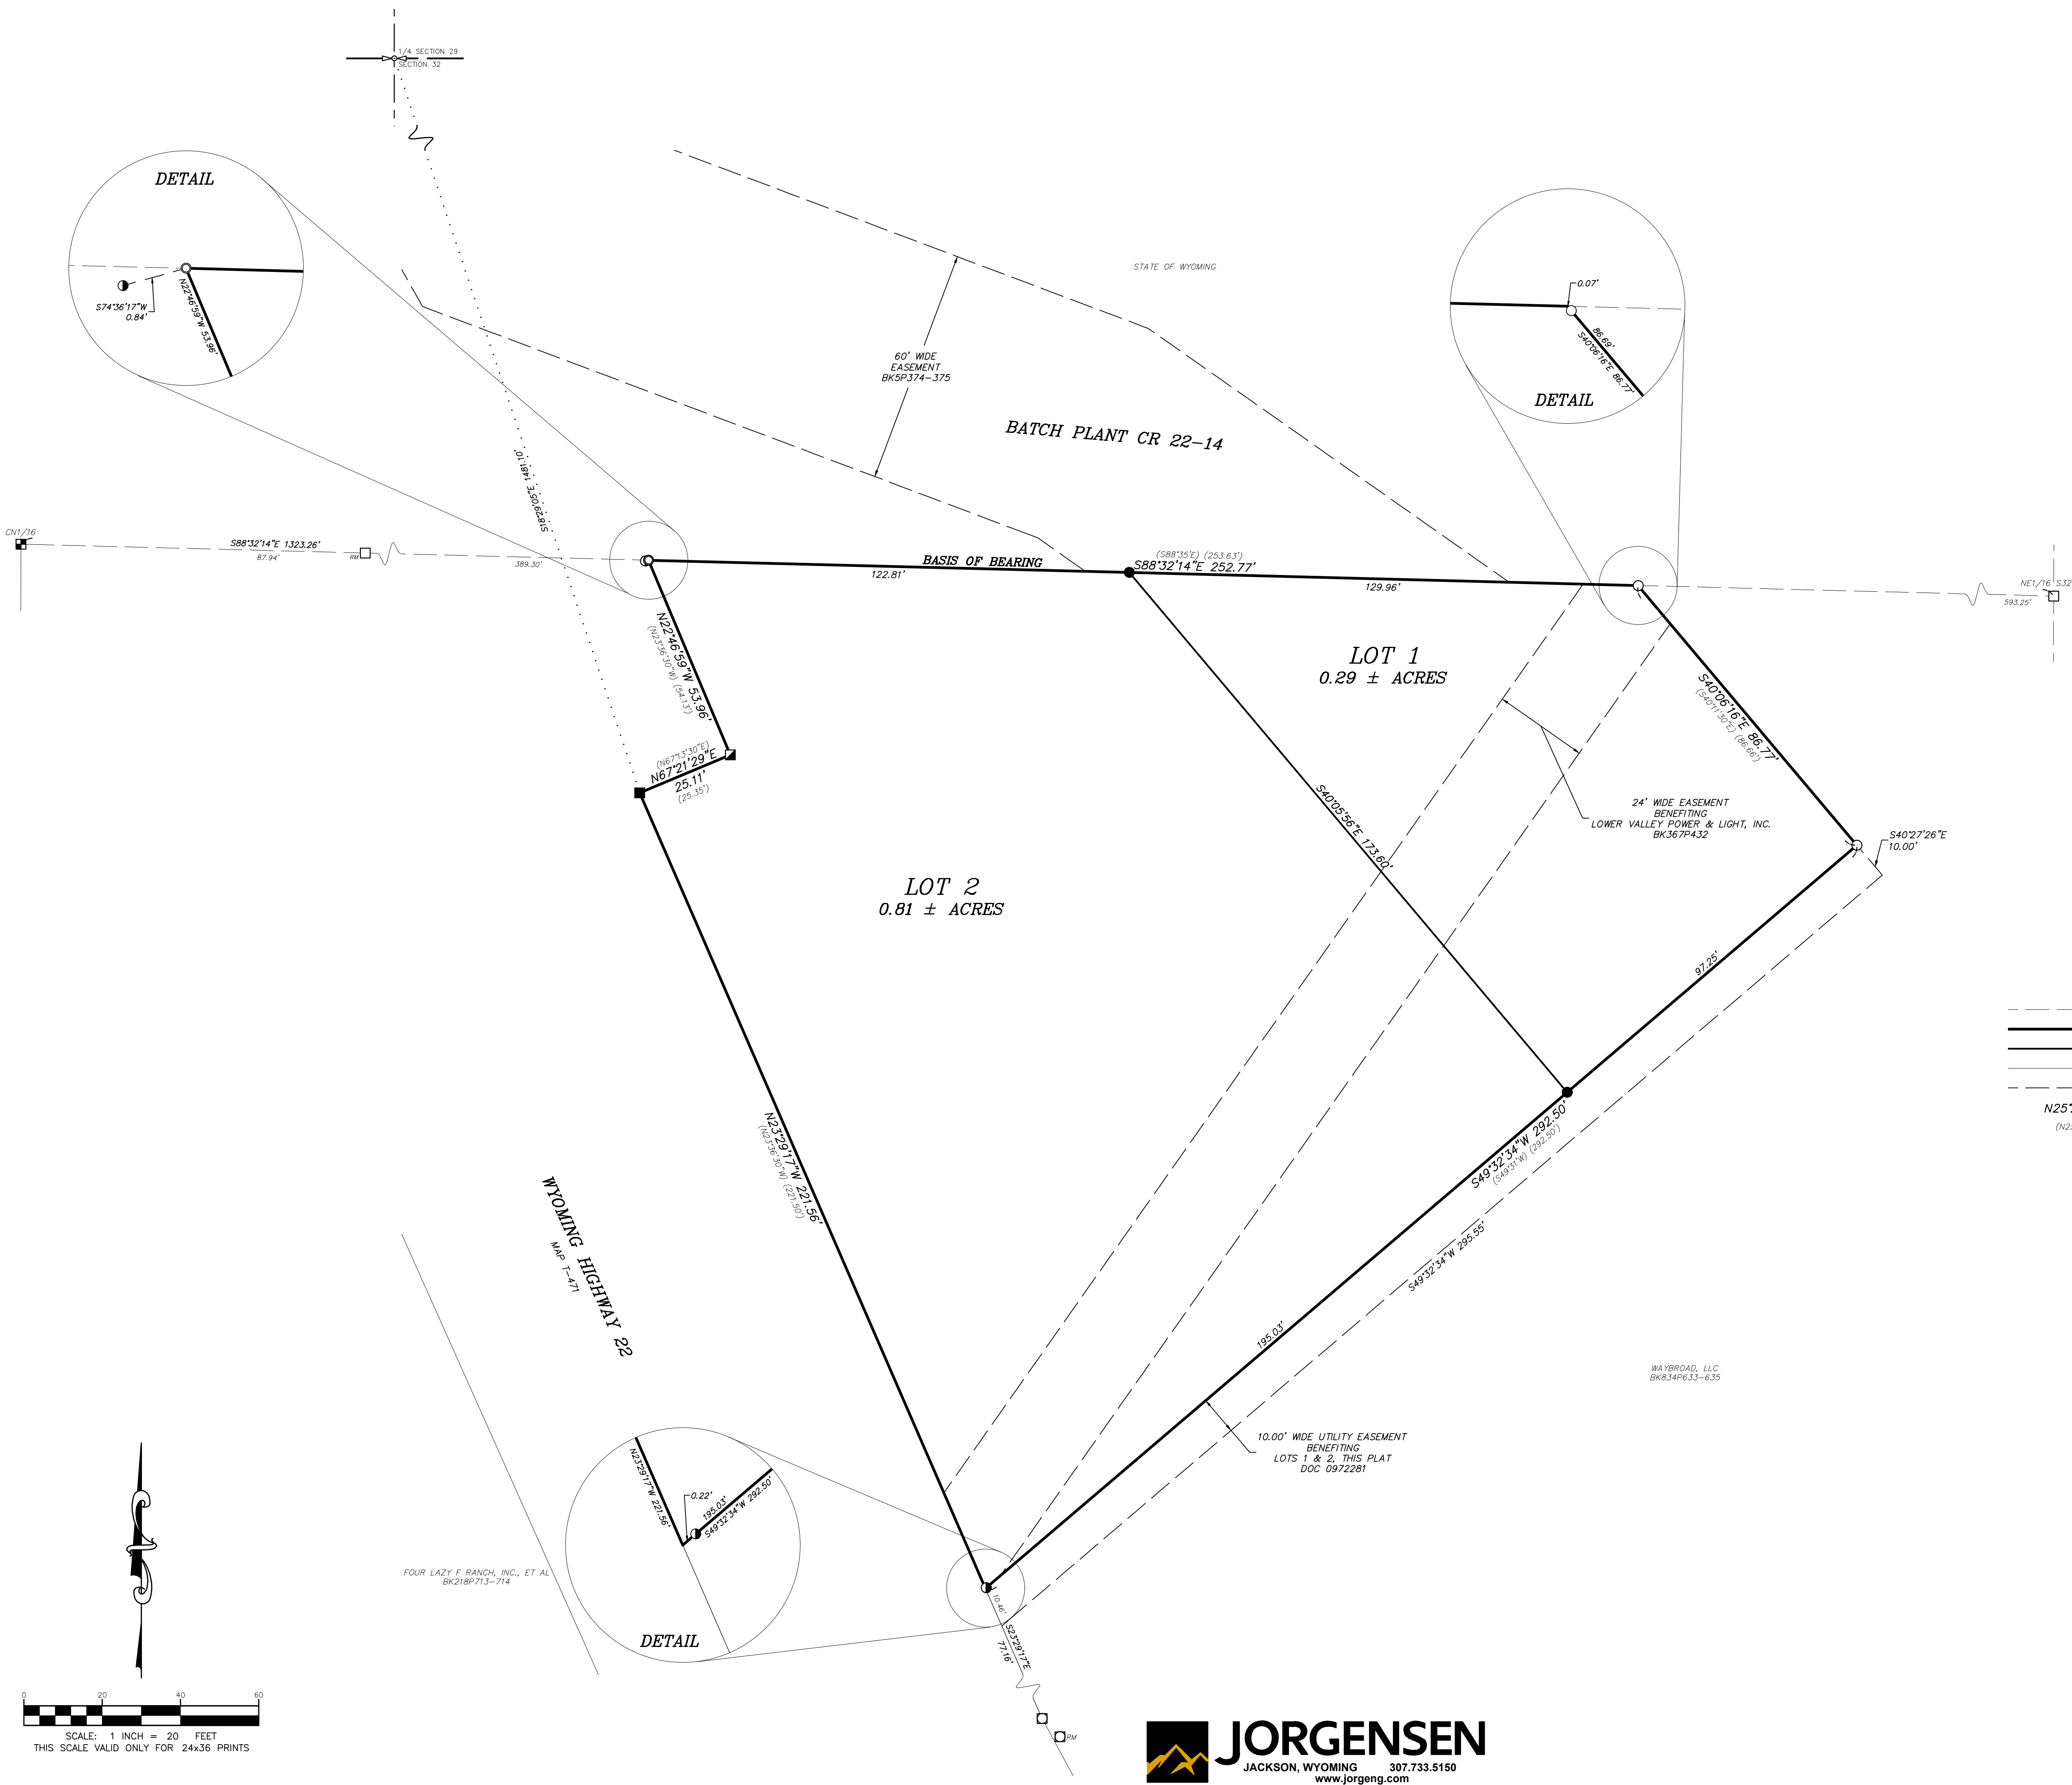 1/4 SECTION 29
SECTION 32
DETAIL
S74°36'17"W
0.84'
N22°46'59"W 53.96'
STATE OF WYOMING
60' WIDE
EASEMENT
BK5P374-375
BATCH PLANT CR 22-14
0.07'
86.69'
S40°06'16"E 86.77'
DETAIL
S18°29'05"E 1481.10'
CN1/16
S88°32'14"E 1323.26'
87.94'
RM
389.30'
BASIS OF BEARING
122.81'
(S88°35'E) (253.63')
S88°32'14"E 252.77'
129.96'
NE1/16 S32
593.25'
N22°46'59"W 53.96'
(N23°36'30"W) (54.13')
(N67°13'30"E)
N67°21'29"E
25.11'
(25.35')
LOT 1
0.29 ± ACRES
S40°06'16"E 86.77'
(S40°11'30"E) (86.66')
24' WIDE EASEMENT
BENEFITING
LOWER VALLEY POWER & LIGHT, INC.
BK367P432
S40°27'26"E
10.00'
S40°05'56"E 173.60'
LOT 2
0.81 ± ACRES
97.25'
N25°
N23°29'17"W 221.56'
(N23°36'30"W) (221.50')
S49°32'34"W 292.50'
(S49°31'W) (292.50')
S49°32'34"W 295.55'
195.03'
WYOMING HIGHWAY 22
MAP T-471
WAYBROAD, LLC
BK834P633-635
10.00' WIDE UTILITY EASEMENT
BENEFITING
LOTS 1 & 2, THIS PLAT
DOC 0972281
N23°29'17"W 221.56'
0.22'
195.03'
S49°32'34"W 292.50'
DETAIL
FOUR LAZY F RANCH, INC., ET AL
BK218P713-714
10.46'
S23°29'17"E
77.16'
RM
0 20 40 60
SCALE: 1 INCH = 20 FEET
THIS SCALE VALID ONLY FOR 24x36 PRINTS
JORGENSEN
JACKSON, WYOMING 307.733.5150
www.jorgeng.com